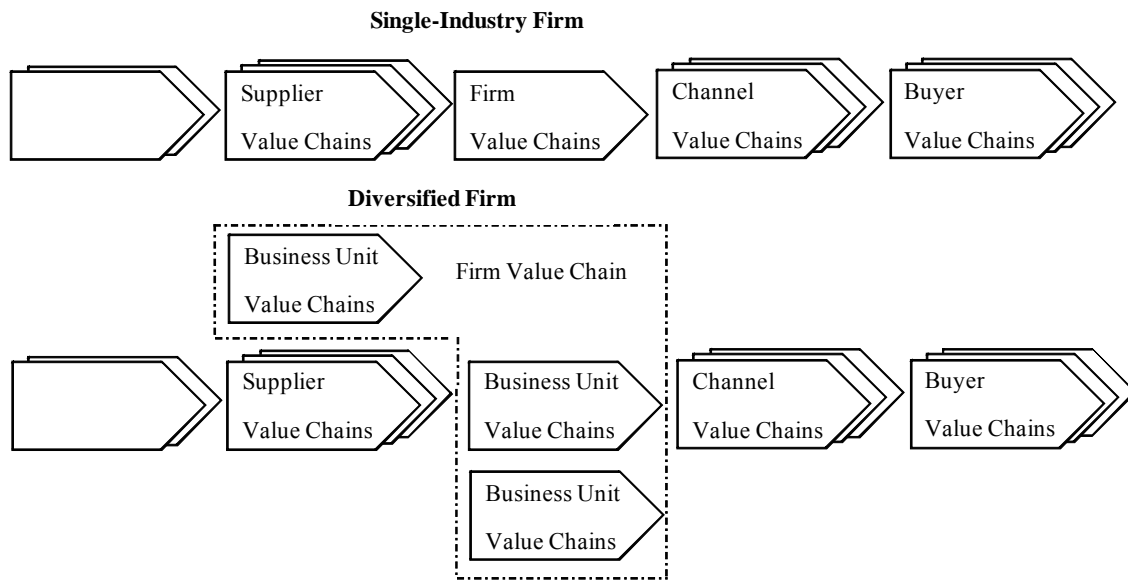 Single-Industry Firm
Supplier
Value Chains
Firm
Value Chains
Channel
Value Chains
Buyer
Value Chains
Diversified Firm
Business Unit
Value Chains
Firm Value Chain
Supplier
Value Chains
Business Unit
Value Chains
Channel
Value Chains
Buyer
Value Chains
Business Unit
Value Chains